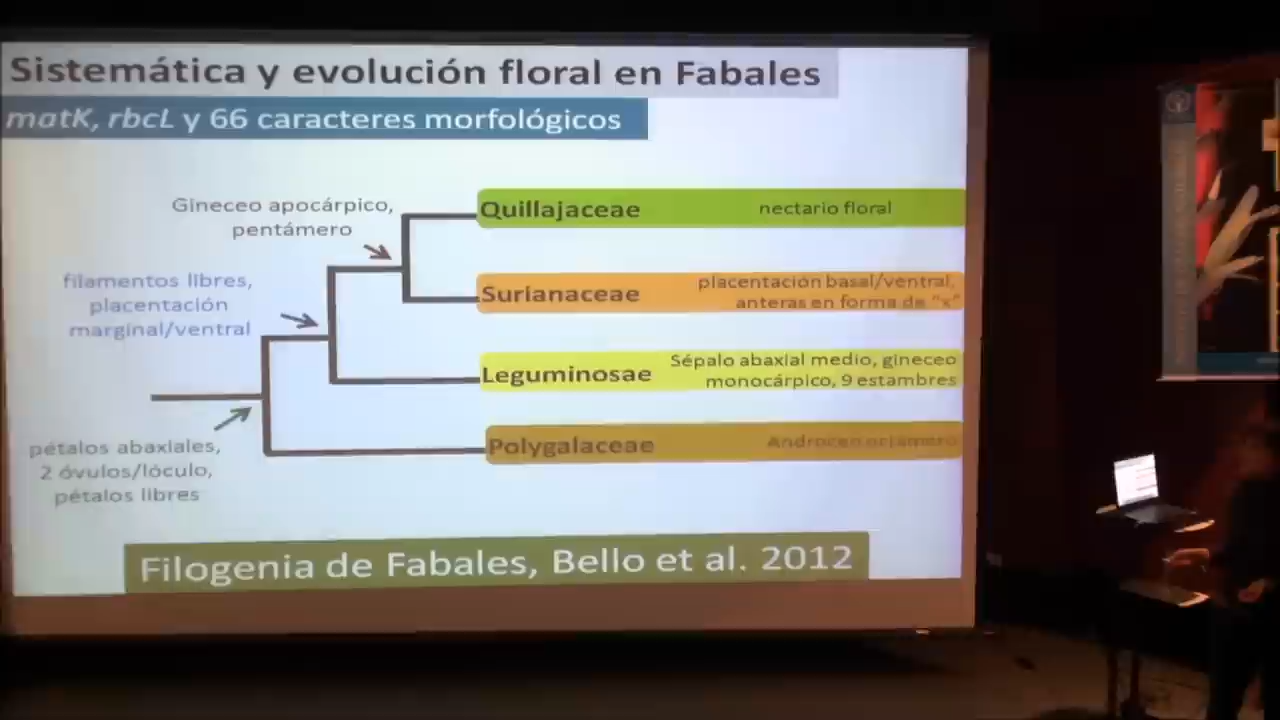 Sistemática y evolución floral en Fabales
matK, rbcL y 66 caracteres morfológicos
Gineceo apocárpico,
pentámero
filamentos libres,
placentación
marginal/ventral
pétalos abaxiales,
2 óvulos/lóculo,
pétalos libres
Quillajaceae
nectario floral
Surianaceae
placentación basal/ventral,
anteras en forma de "x"
Leguminosae
Sépalo abaxial medio, gineceo
monocárpico, 9 estambres
Polygalaceae
Androceo octámero
Filogenia de Fabales, Bello et al. 2012